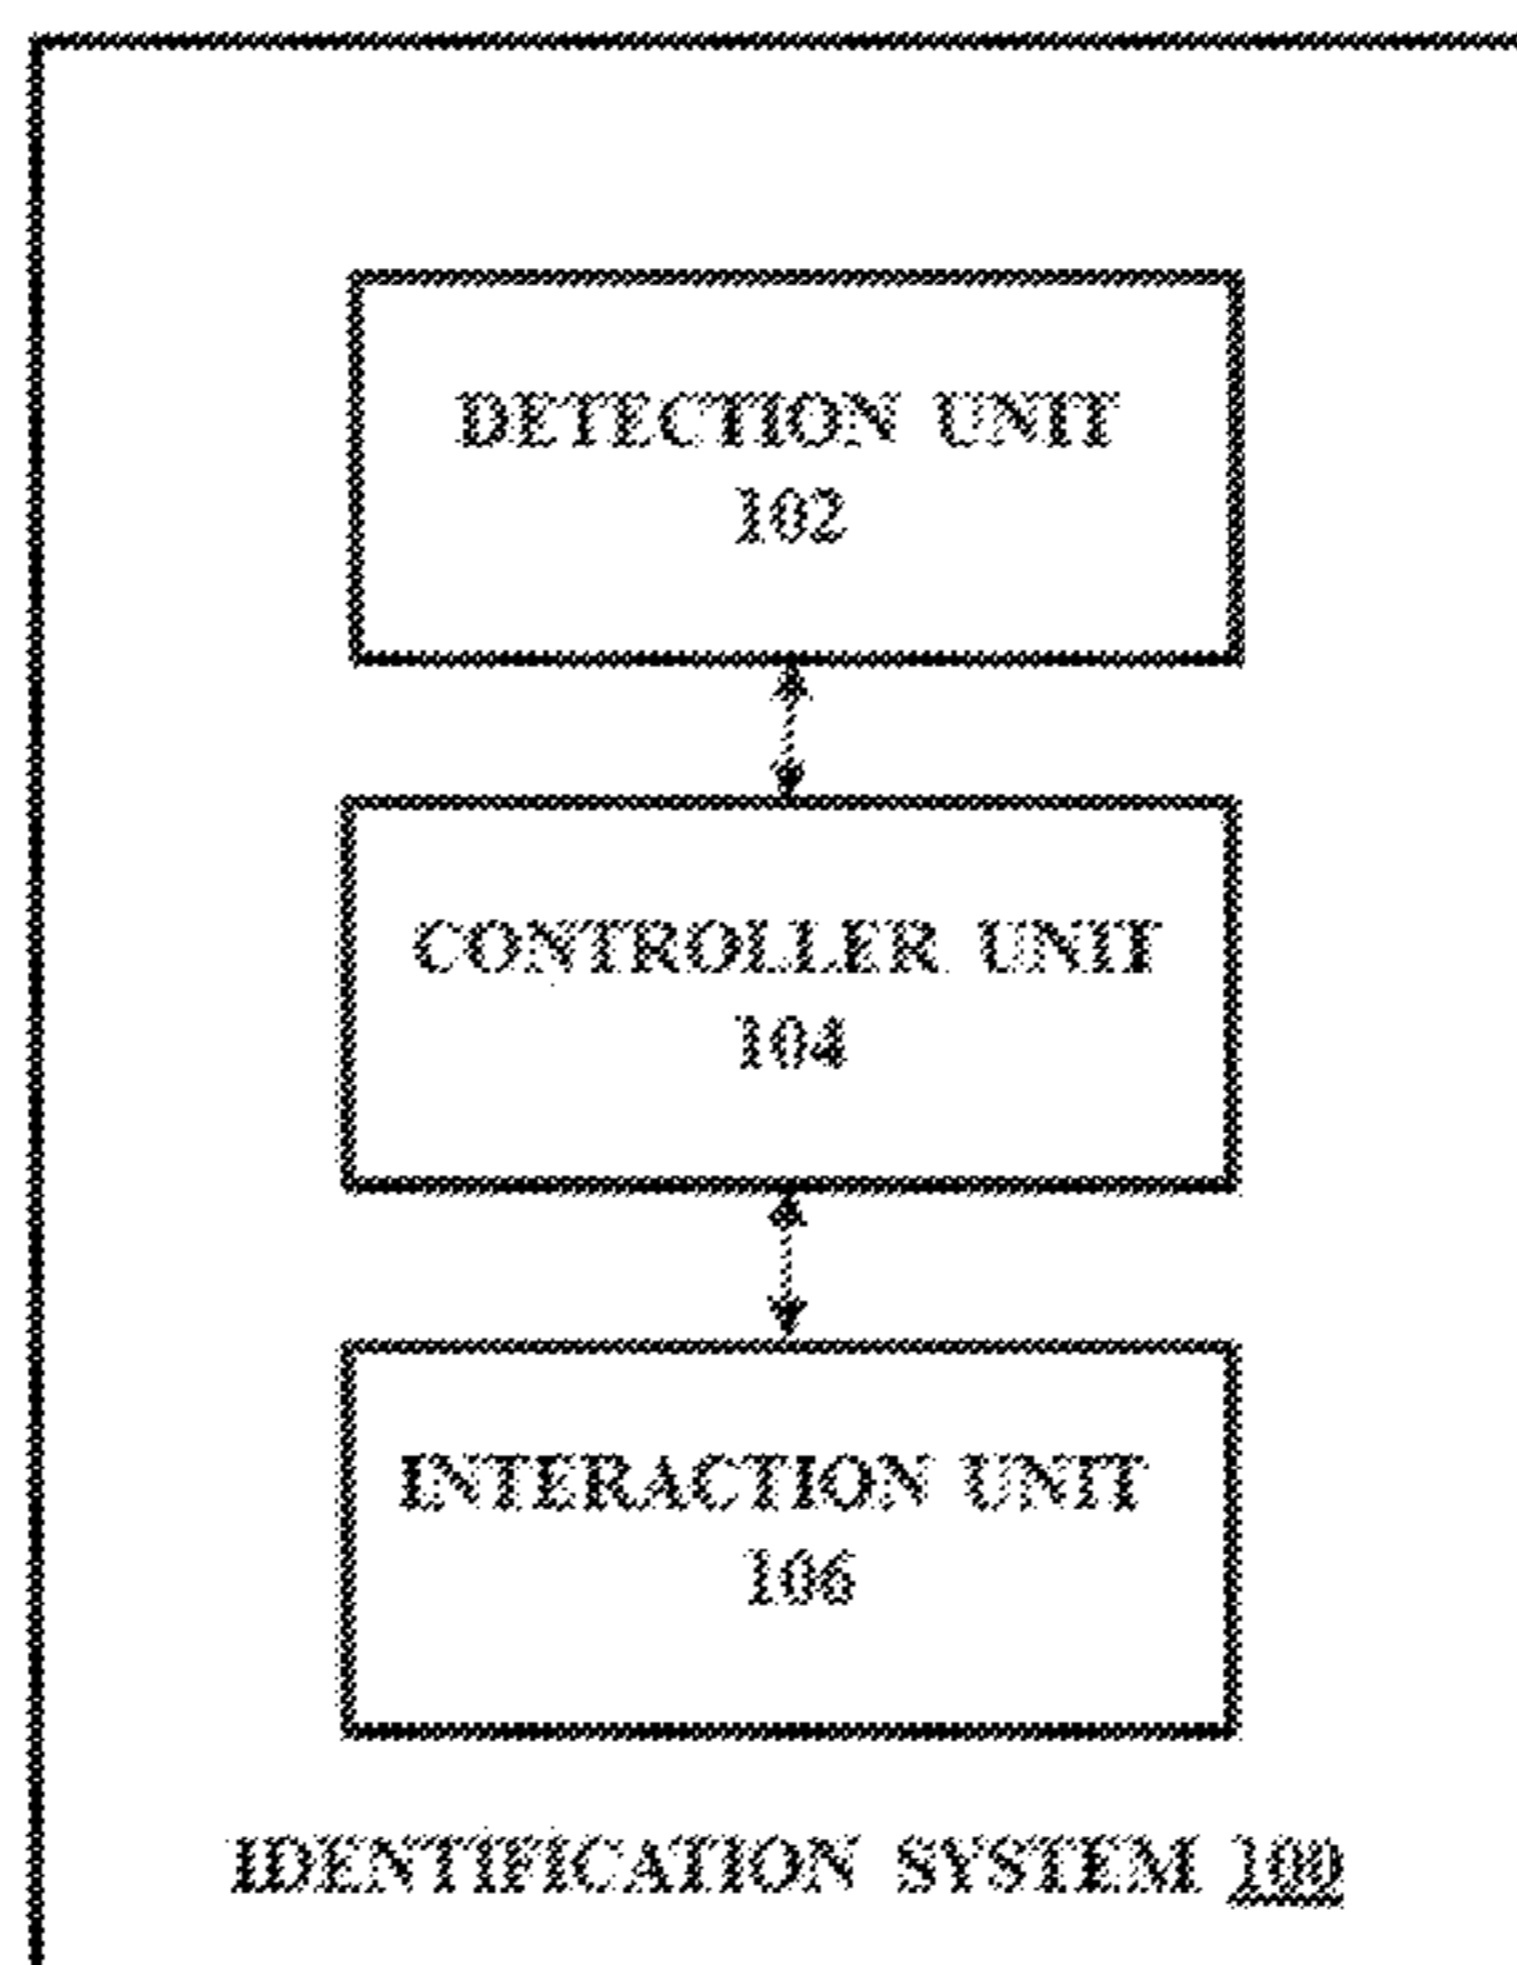 DETECTION UNIT
102
CONTROLLER UNIT
104
INTERACTION UNIT
106
IDENTIFICATION SYSTEM 100